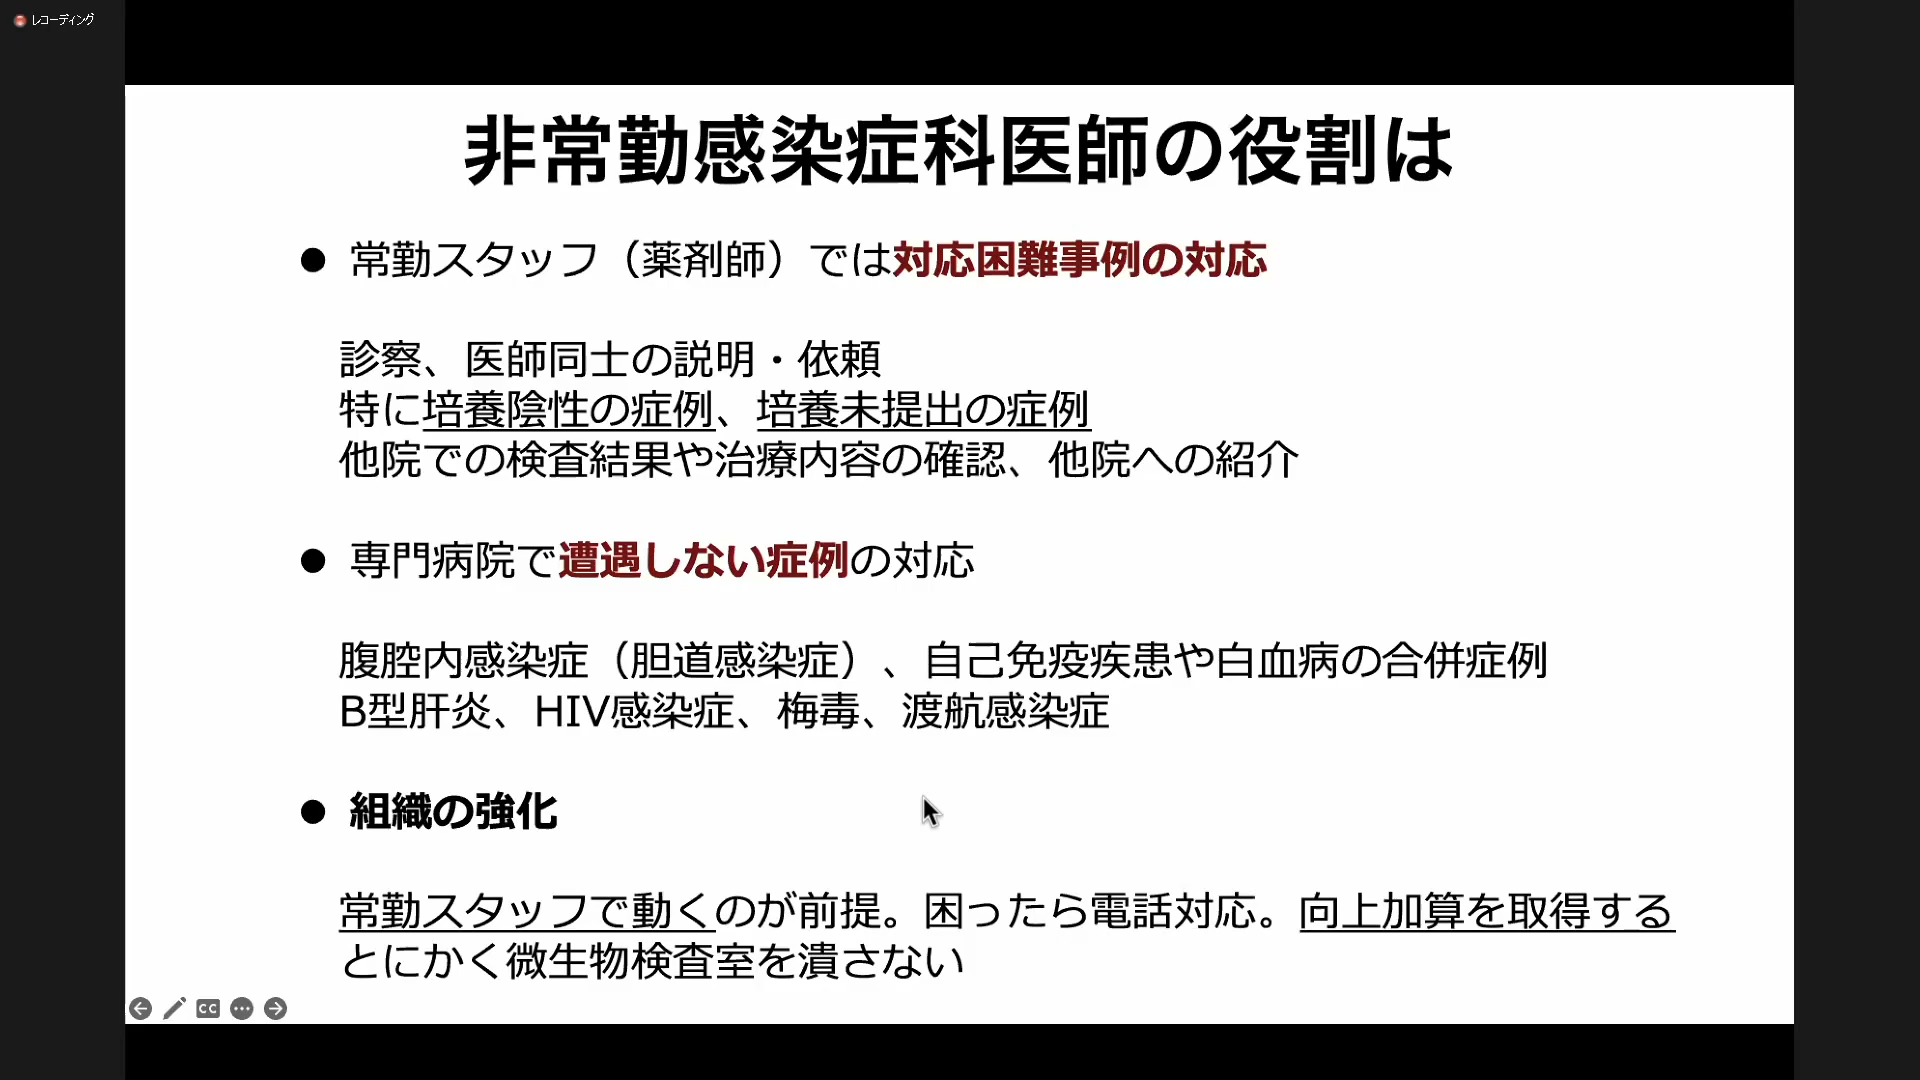 レコーディング
非常勤感染症科医師の役割は
● 常勤スタッフ（薬剤師）では対応困難事例の対応
診察、医師同士の説明・依頼
特に培養陰性の症例、培養未提出の症例
他院での検査結果や治療内容の確認、他院への紹介
● 専門病院で遭遇しない症例の対応
腹腔内感染症（胆道感染症）、自己免疫疾患や白血病の合併症例
B型肝炎、HIV感染症、梅毒、渡航感染症
● 組織の強化
常勤スタッフで動くのが前提。困ったら電話対応。向上加算を取得する
とにかく微生物検査室を潰さない
CC